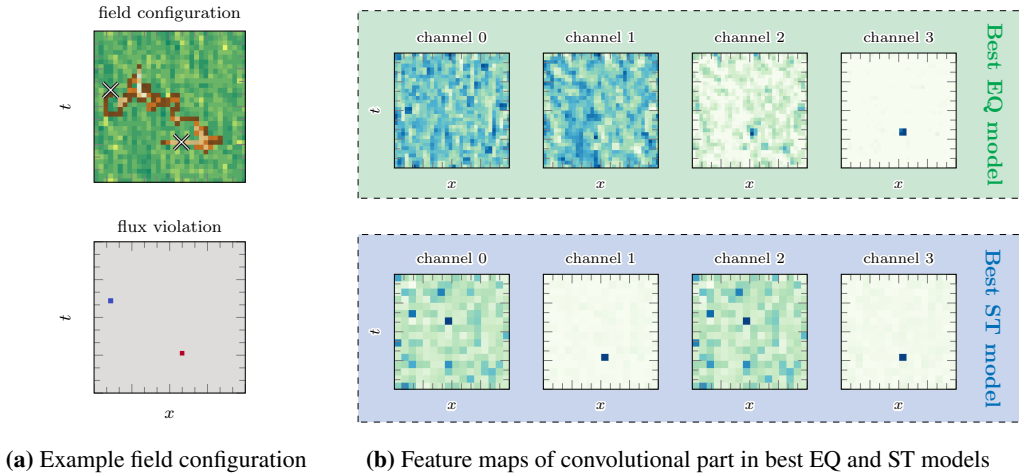 field configuration
t
flux violation
t
x
(a) Example field configuration
channel 0
channel 1
channel 2
channel 3
t
x
x
x
x
Best EQ model
channel 0
channel 1
channel 2
channel 3
t
x
x
x
x
Best ST model
(b) Feature maps of convolutional part in best EQ and ST models